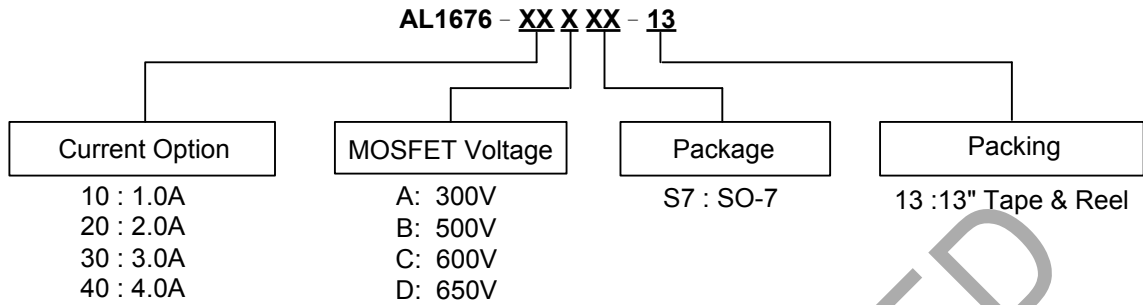 AL1676 – XX X XX – 13
Current Option
10 : 1.0A
20 : 2.0A
30 : 3.0A
40 : 4.0A
MOSFET Voltage
A: 300V
B: 500V
C: 600V
D: 650V
Package
S7 : SO-7
Packing
13 :13" Tape & Reel